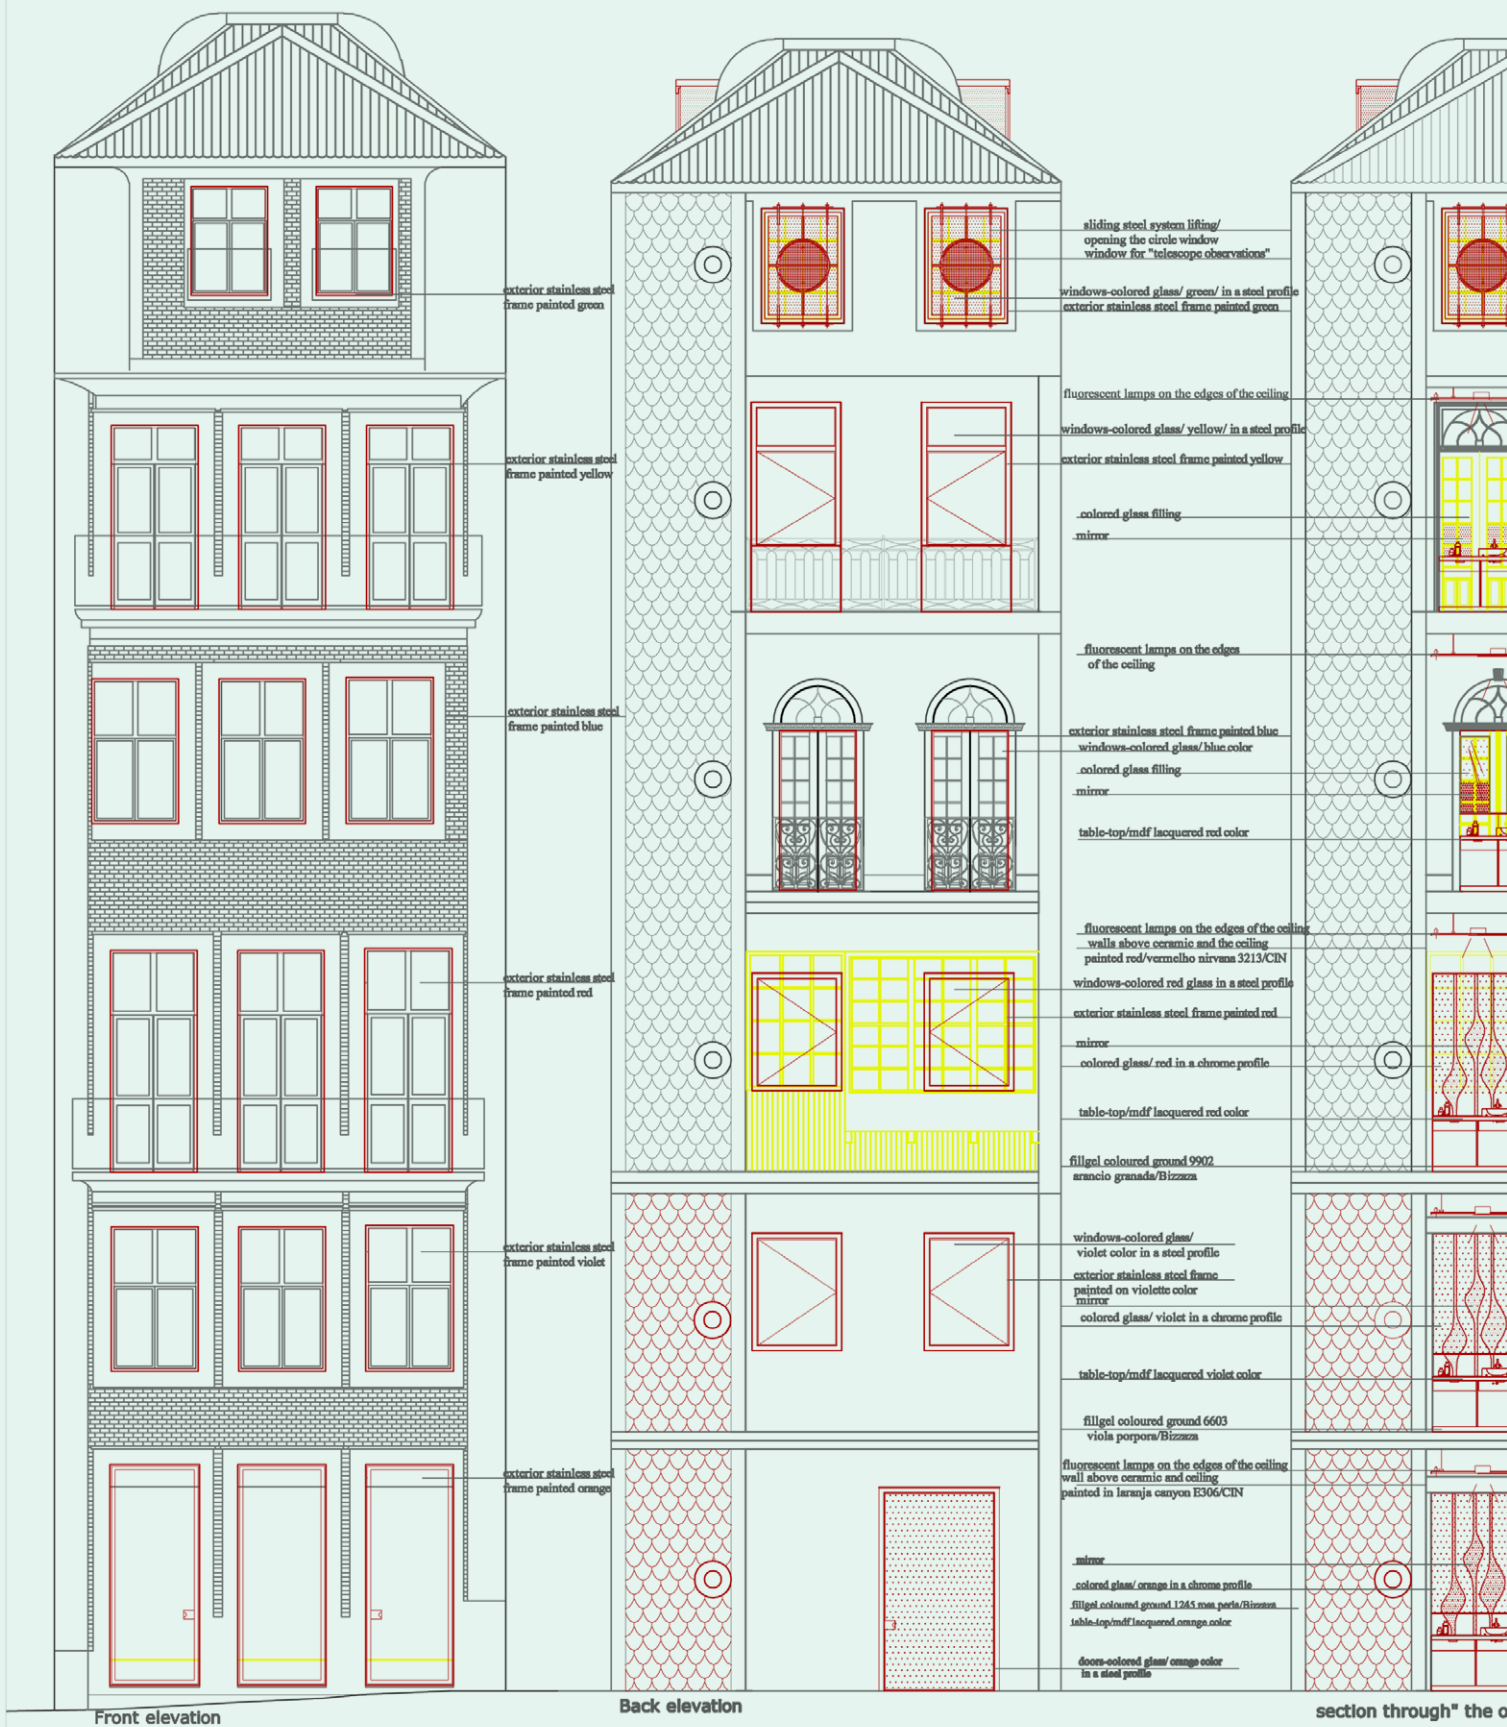 exterior stainless steel
frame painted green
exterior stainless steel
frame painted yellow
exterior stainless steel
frame painted blue
exterior stainless steel
frame painted red
exterior stainless steel
frame painted violet
exterior stainless steel
frame painted orange
Front elevation
sliding steel system lifting/
opening the circle window
window for "telescope observations"
windows-colored glass/ green/ in a steel profile
exterior stainless steel frame painted green
fluorescent lamps on the edges of the ceiling
windows-colored glass/ yellow/ in a steel profile
exterior stainless steel frame painted yellow
colored glass filling
mirror
fluorescent lamps on the edges
of the ceiling
exterior stainless steel frame painted blue
windows-colored glass/ blue color
colored glass filling
mirror
table-top/mdf lacquered red color
fluorescent lamps on the edges of the ceiling
walls above ceramic and the ceiling
painted red/vermelho nirvana 3213/CIN
windows-colored red glass in a steel profile
exterior stainless steel frame painted red
mirror
colored glass/ red in a chrome profile
table-top/mdf lacquered red color
fillgel coloured ground 9902
arancio granada/Bizzaza
windows-colored glass/
violet color in a steel profile
exterior stainless steel frame
painted on violette color
mirror
colored glass/ violet in a chrome profile
table-top/mdf lacquered violet color
fillgel coloured ground 6603
viola porpora/Bizzaza
fluorescent lamps on the edges of the ceiling
wall above ceramic and ceiling
painted in laranja canyon E306/CIN
mirror
colored glass/ orange in a chrome profile
fillgel coloured ground 1245 rosa perla/Bizzaza
table-top/mdf lacquered orange color
doors-colored glass/ orange color
in a steel profile
Back elevation
section through" the c